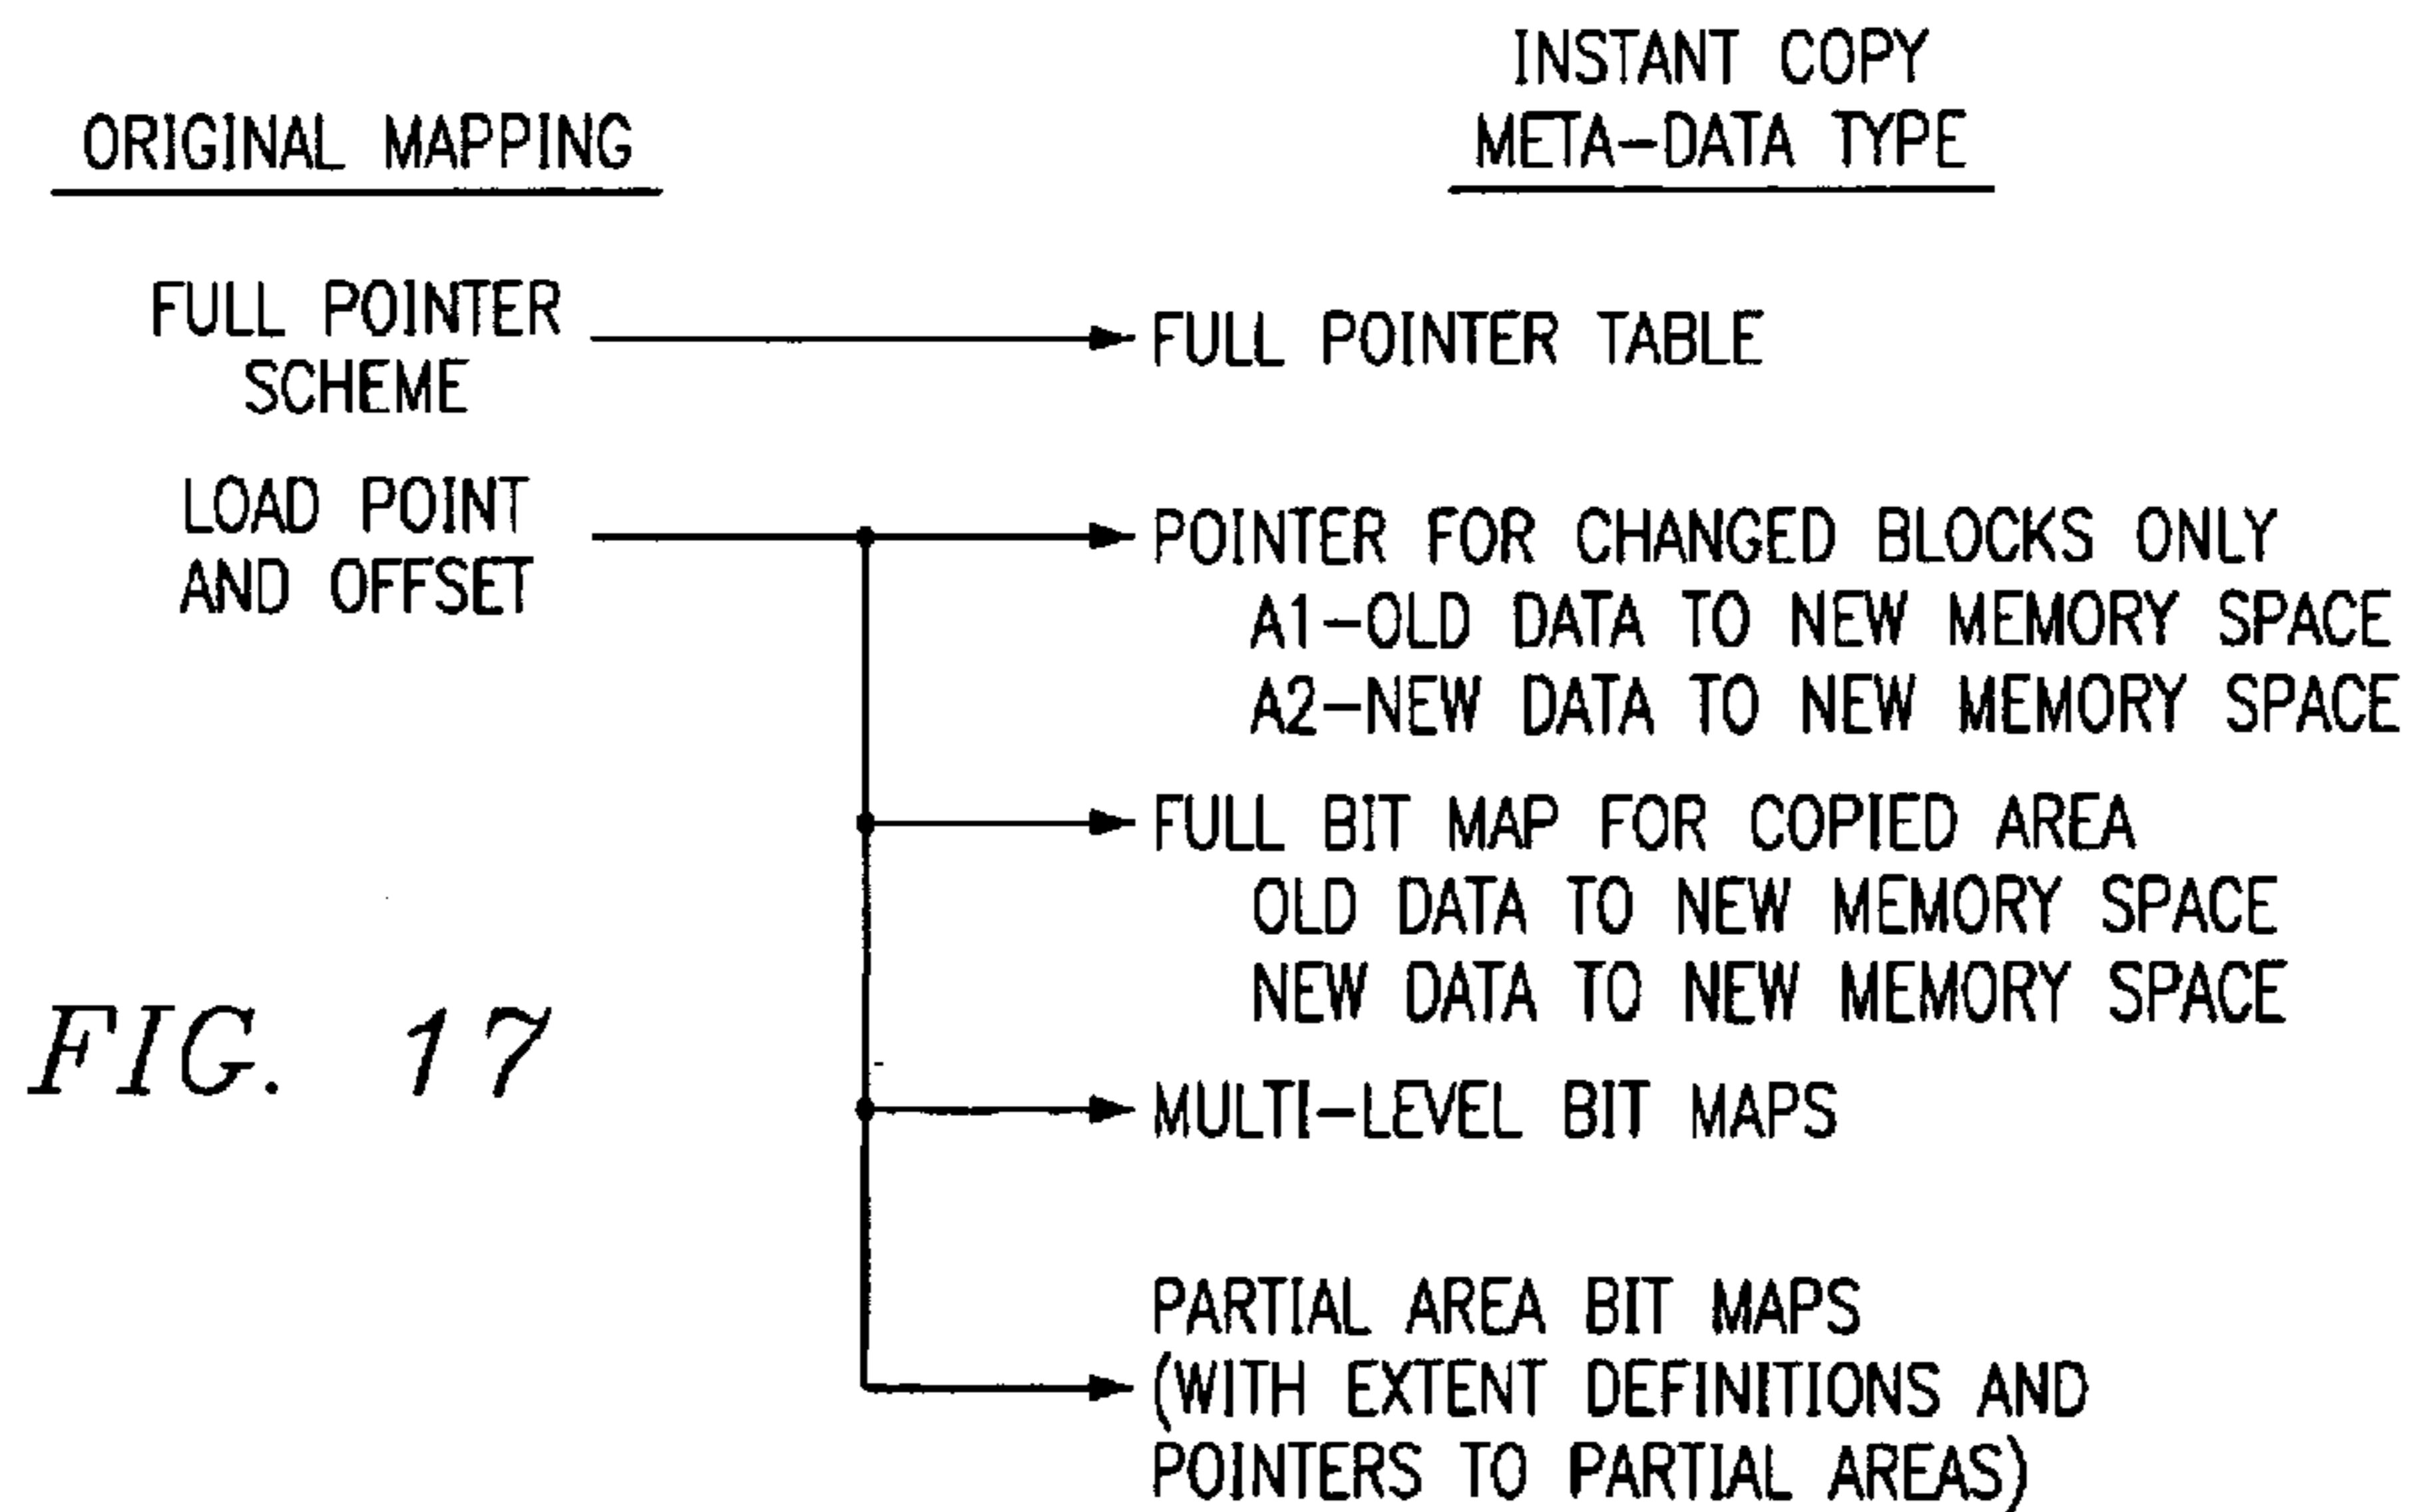 INSTANT COPY
META-DATA TYPE
ORIGINAL MAPPING
FULL POINTER
SCHEME
FULL POINTER TABLE
LOAD POINT
AND OFFSET
POINTER FOR CHANGED BLOCKS ONLY
A1-OLD DATA TO NEW MEMORY SPACE
A2-NEW DATA TO NEW MEMORY SPACE
FULL BIT MAP FOR COPIED AREA
OLD DATA TO NEW MEMORY SPACE
NEW DATA TO NEW MEMORY SPACE
MULTI-LEVEL BIT MAPS
PARTIAL AREA BIT MAPS
(WITH EXTENT DEFINITIONS AND
POINTERS TO PARTIAL AREAS)
FIG. 17